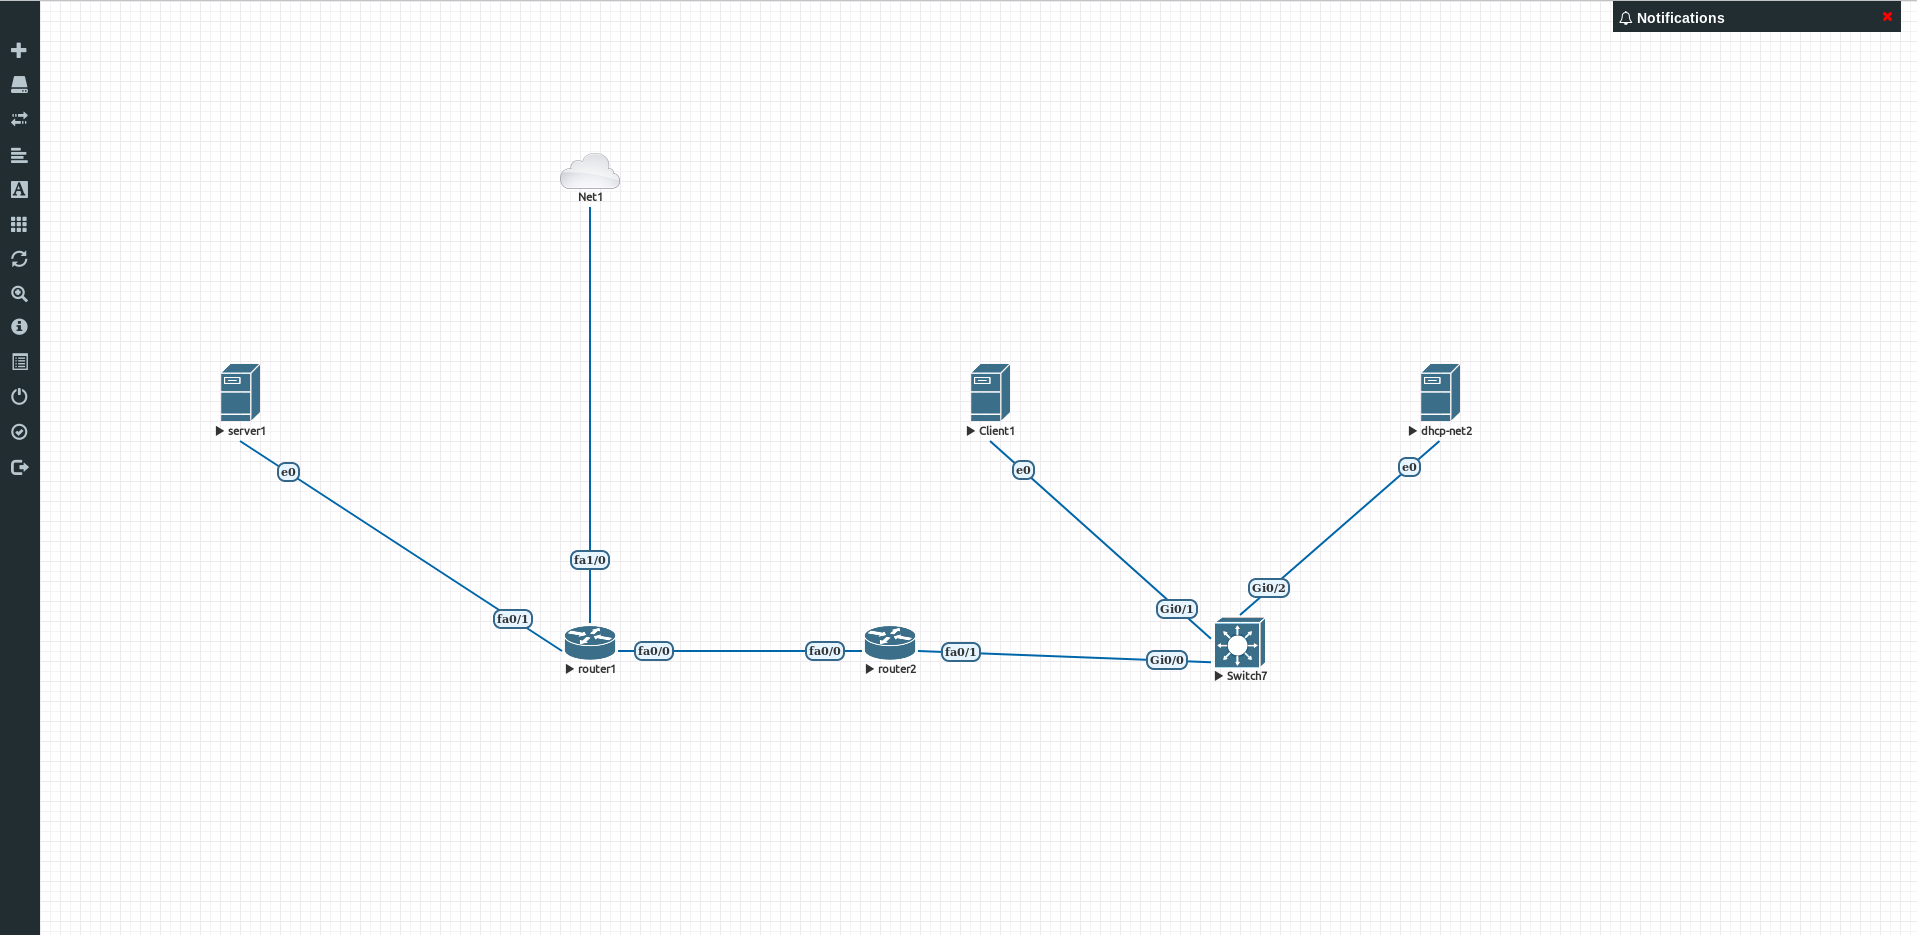 Notifications
Net1
server1
Client1
dhcp-net2
e0
e0
e0
fa1/0
Gi0/2
Gi0/1
fa0/1
fa0/0
fa0/0
fa0/1
Gi0/0
router1
router2
Switch7